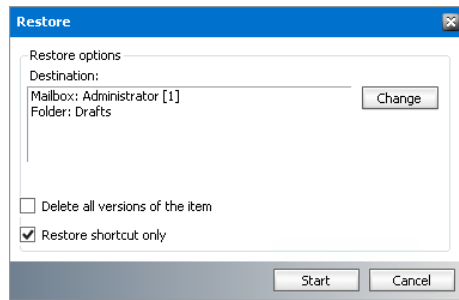 Restore
Restore options
Destination:
Mailbox: Administrator [1]
Folder: Drafts
Change
Delete all versions of the item
Restore shortcut only
Start
Cancel